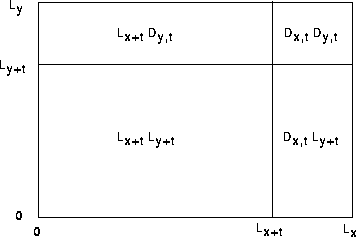 Ly
Lx+t Dy,t Dx,t Dy,t
Ly+t
Lx+t Ly+t Dx,t Ly+t
0
0 Lx+t Lx